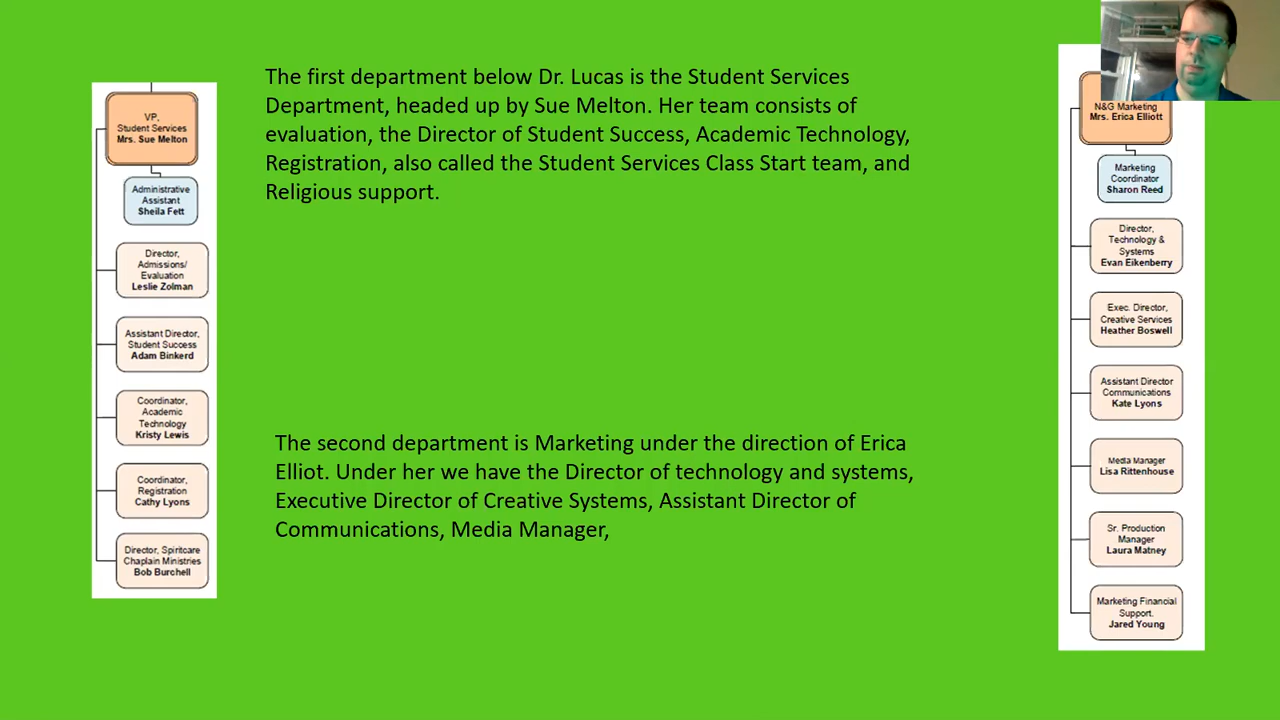 The first department below Dr. Lucas is the Student Services
Department, headed up by Sue Melton. Her team consists of
evaluation, the Director of Student Success, Academic Technology,
Registration, also called the Student Services Class Start team, and
Religious support.
VP,
Student Services
Mrs. Sue Melton
Administrative
Assistant
Sheila Fett
Director,
Admissions/
Evaluation
Leslie Zolman
Assistant Director,
Student Success
Adam Binkerd
Coordinator,
Academic
Technology
Kristy Lewis
Coordinator,
Registration
Cathy Lyons
Director, Spiritcare
Chaplain Ministries
Bob Burchell
The second department is Marketing under the direction of Erica
Elliot. Under her we have the Director of technology and systems,
Executive Director of Creative Systems, Assistant Director of
Communications, Media Manager,
N&G Marketing
Mrs. Erica Elliott
Marketing
Coordinator
Sharon Reed
Director,
Technology &
Systems
Evan Eikenberry
Exec. Director,
Creative Services
Heather Boswell
Assistant Director
Communications
Kate Lyons
Media Manager
Lisa Rittenhouse
Sr. Production
Manager
Laura Matney
Marketing Financial
Support.
Jared Young